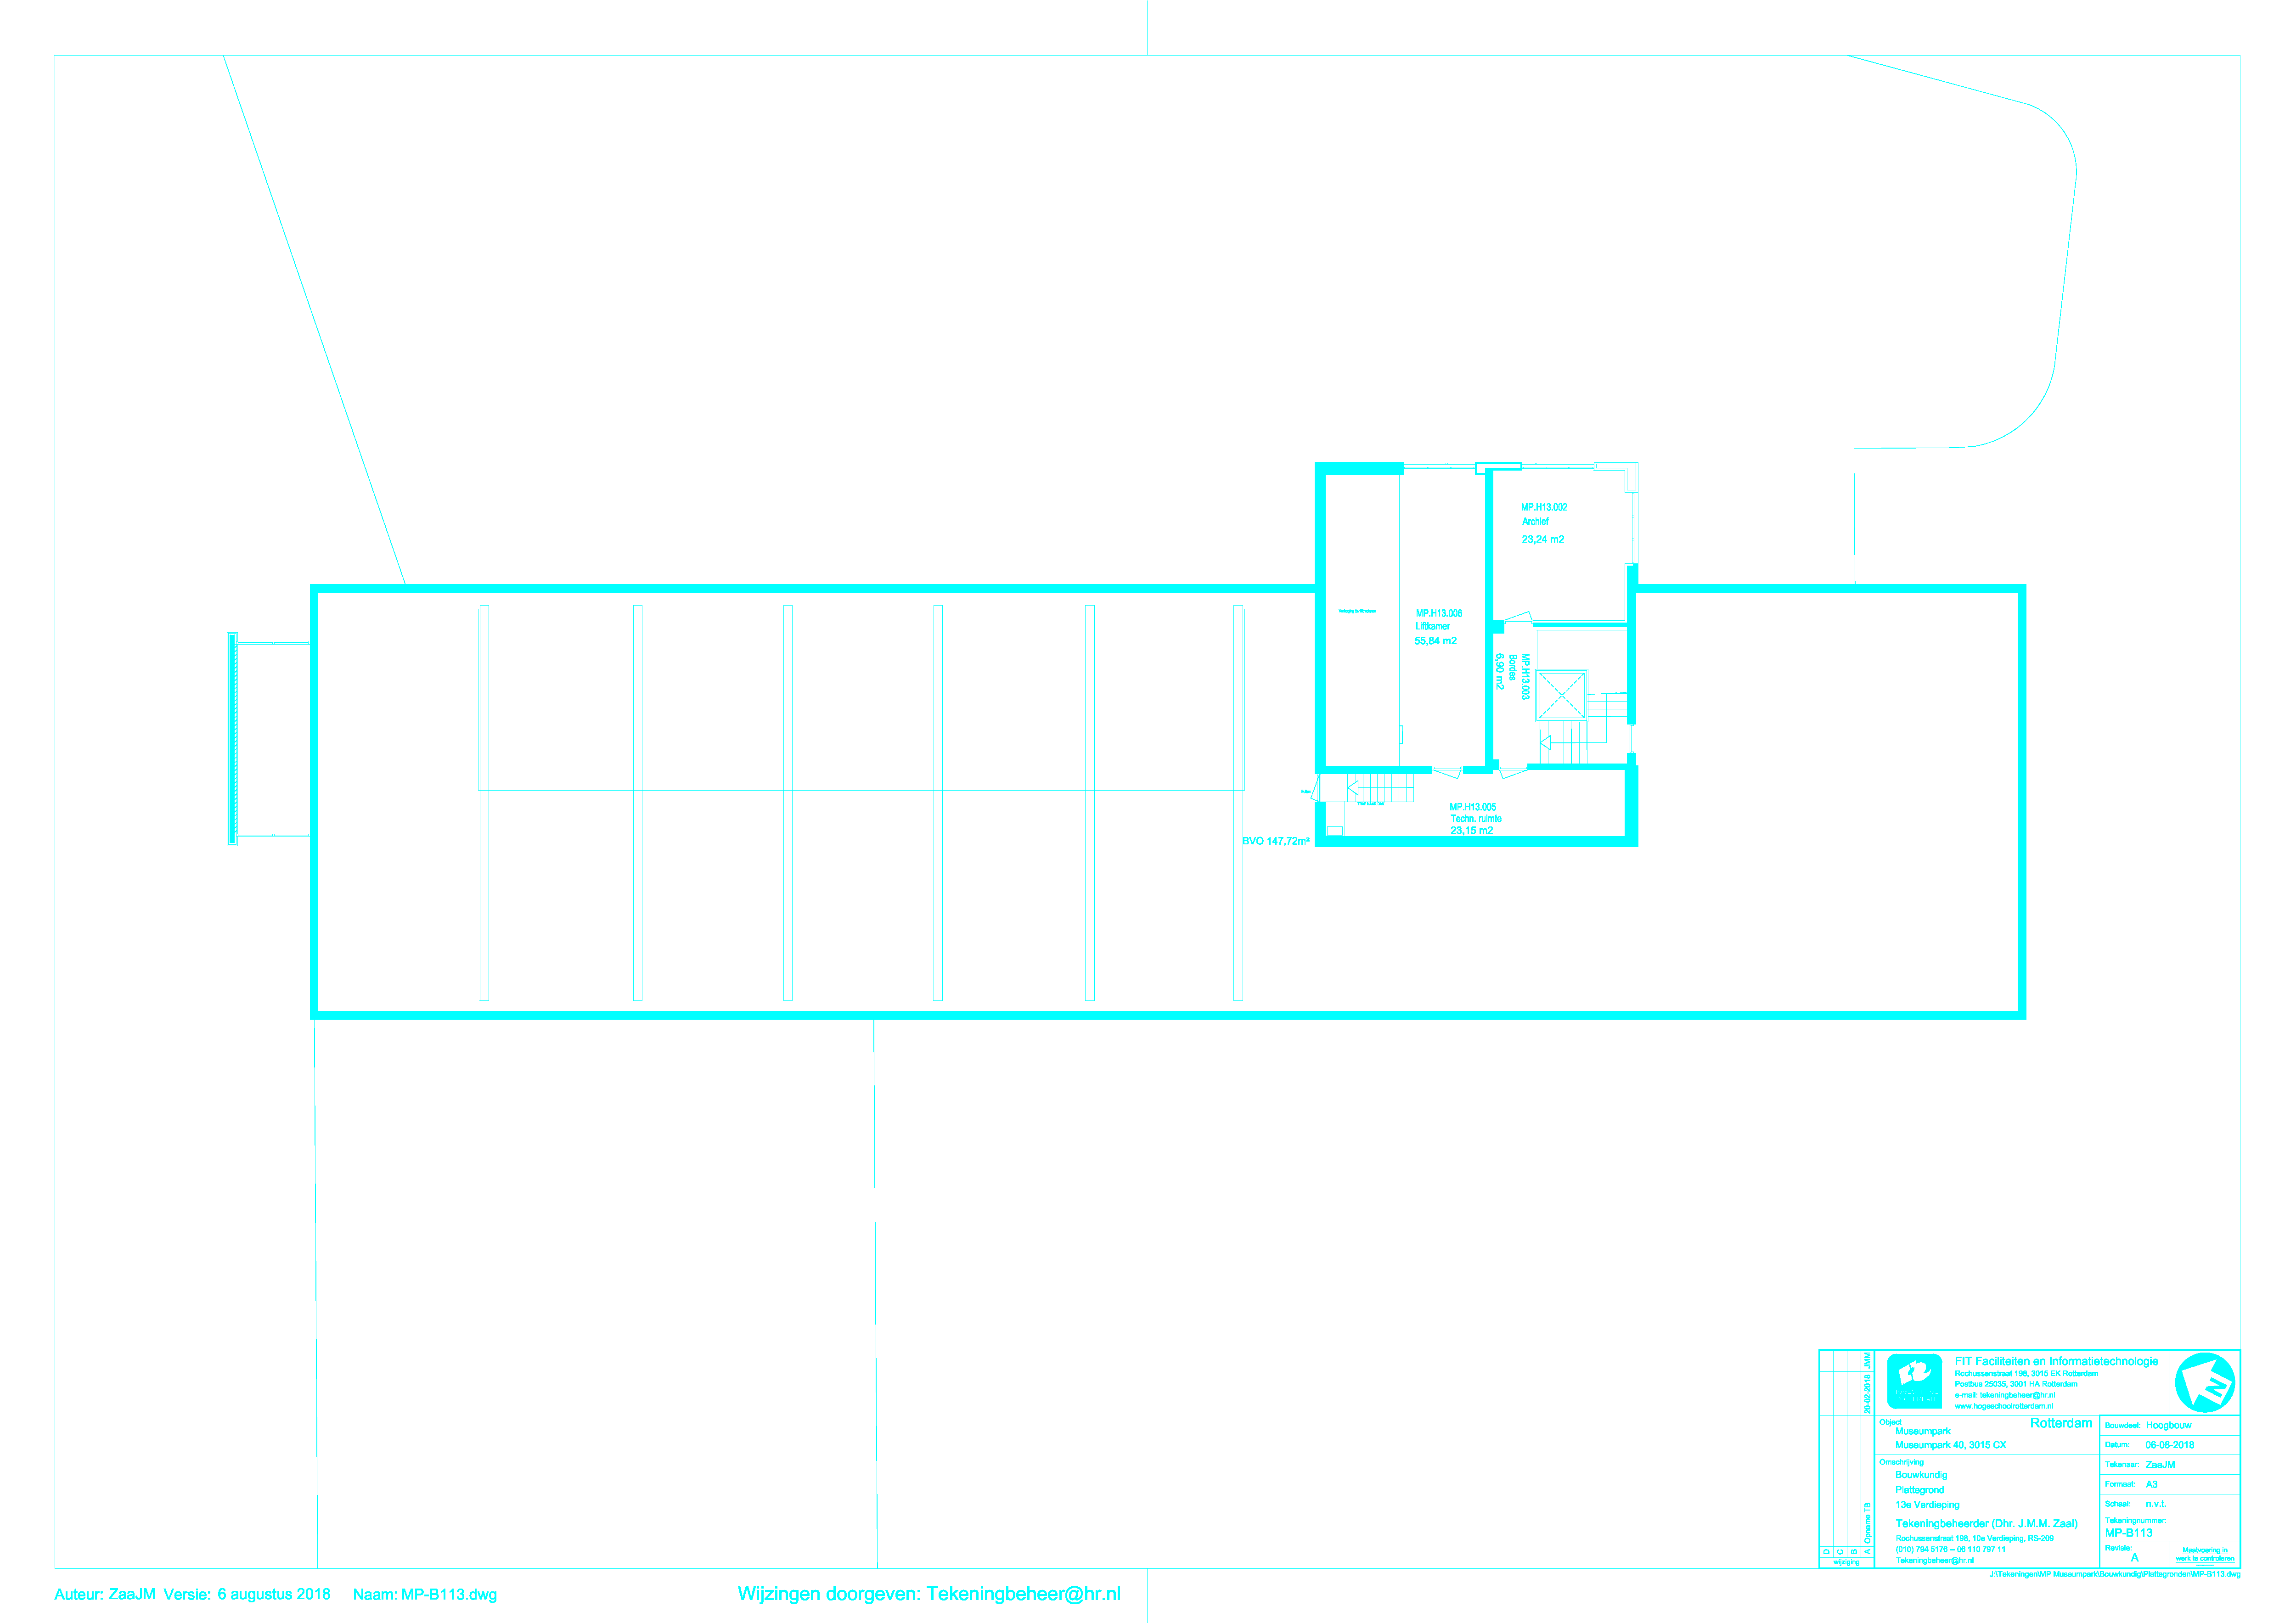 MP.H13.002
Archief
23,24 m2
MP.H13.006
Liftkamer
55,84 m2
MP.H13.003
Bordes
6,90 m2
MP.H13.005
Techn. ruimte
23,15 m2
BVO 147,72m²
FIT Faciliteiten en Informatietechnologie
Rochussenstraat 198, 3015 EK Rotterdam
Postbus 25035, 3001 HA Rotterdam
e-mail: tekeningbeheer@hr.nl
www.hogeschoolrotterdam.nl
Object
Rotterdam
Museumpark
Museumpark 40, 3015 CX
Omschrijving
Bouwkundig
Plattegrond
13e Verdieping
Tekeningbeheerder (Dhr. J.M.M. Zaal)
Rochussenstraat 198, 10e Verdieping, RS-209
(010) 794 5178 – 06 110 797 11
Tekeningbeheer@hr.nl
Bouwdeel: Hoogbouw
Datum: 06-08-2018
Tekenaar: ZaaJM
Formaat: A3
Schaal: n.v.t.
Tekeningnummer:
MP-B113
Revisie:
A
Maatvoering in
werk te controleren
D C B A Opname TB 20-02-2018 JMM
wijziging
J:\Tekeningen\MP Museumpark\Bouwkundig\Plattegronden\MP-B113.dwg
Auteur: ZaaJM Versie: 6 augustus 2018 Naam: MP-B113.dwg
Wijzingen doorgeven: Tekeningbeheer@hr.nl